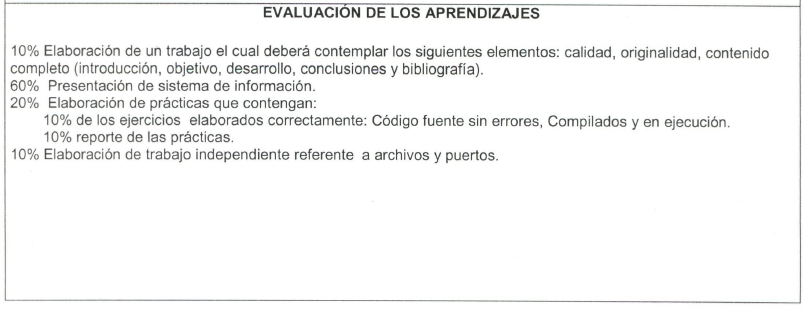 EVALUACIÓN DE LOS APRENDIZAJES
10% Elaboración de un trabajo el cual deberá contemplar los siguientes elementos: calidad, originalidad, contenido
completo (introducción, objetivo, desarrollo, conclusiones y bibliografía).
60% Presentación de sistema de información.
20% Elaboración de prácticas que contengan:
10% de los ejercicios elaborados correctamente: Código fuente sin errores, Compilados y en ejecución.
10% reporte de las prácticas.
10% Elaboración de trabajo independiente referente a archivos y puertos.